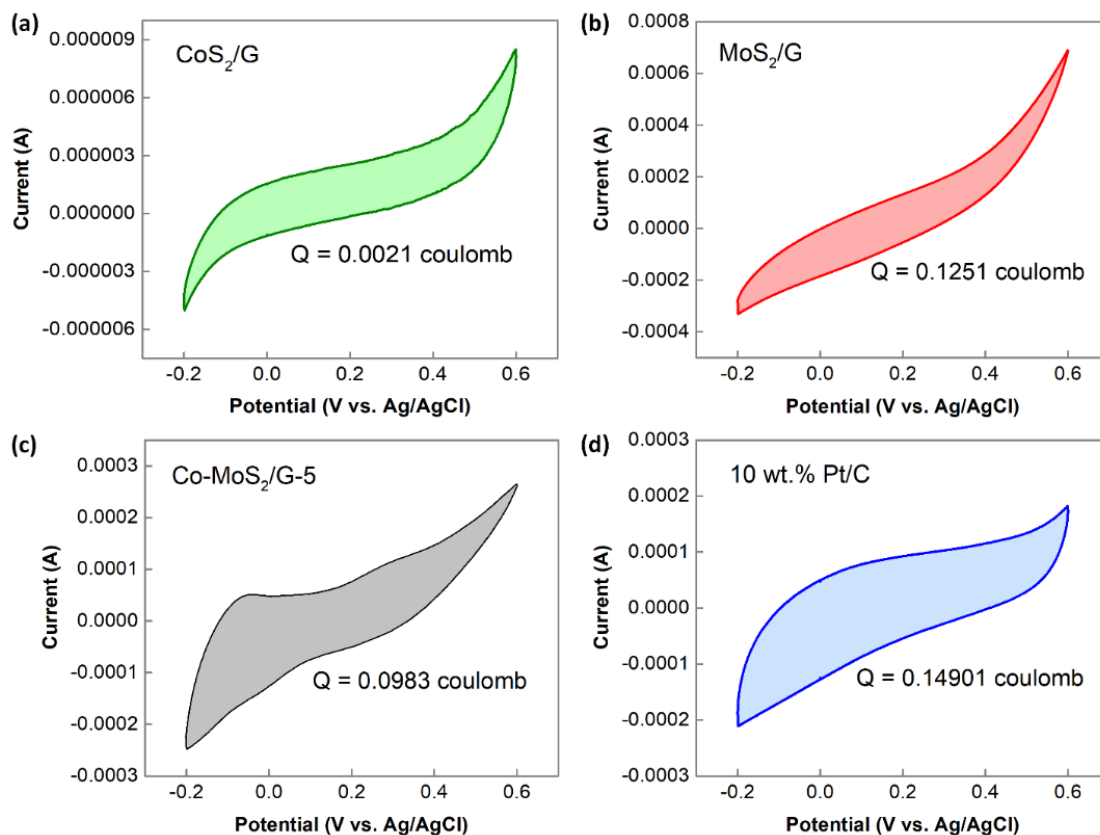 (a)
CoS₂/G
0.000009
0.000006
0.000003
0.000000
-0.000003
-0.000006
Current (A)
Q = 0.0021 coulomb
-0.2 0.0 0.2 0.4 0.6
Potential (V vs. Ag/AgCl)
(b)
MoS₂/G
0.0008
0.0006
0.0004
0.0002
0.0000
-0.0002
-0.0004
Current (A)
Q = 0.1251 coulomb
-0.2 0.0 0.2 0.4 0.6
Potential (V vs. Ag/AgCl)
(c)
Co-MoS₂/G-5
0.0003
0.0002
0.0001
0.0000
-0.0001
-0.0002
-0.0003
Current (A)
Q = 0.0983 coulomb
-0.2 0.0 0.2 0.4 0.6
Potential (V vs. Ag/AgCl)
(d)
10 wt.% Pt/C
0.0003
0.0002
0.0001
0.0000
-0.0001
-0.0002
-0.0003
Current (A)
Q = 0.14901 coulomb
-0.2 0.0 0.2 0.4 0.6
Potential (V vs. Ag/AgCl)